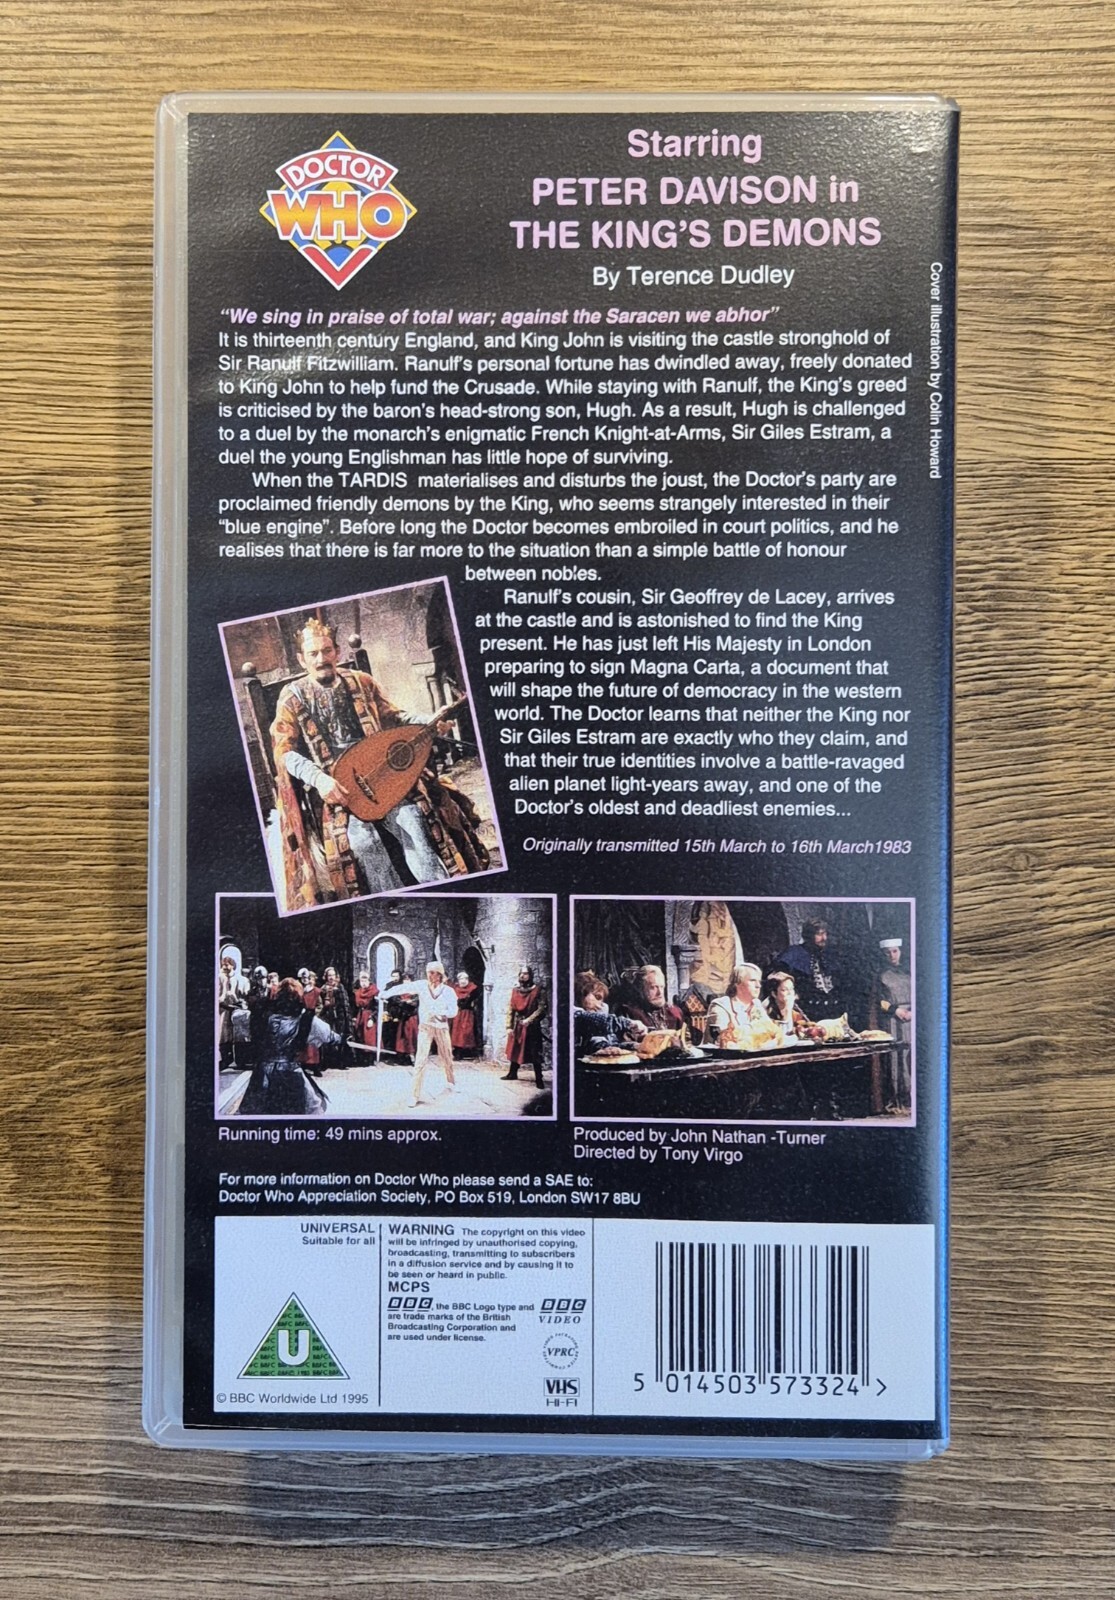 DOCTOR
WHO
Starring
PETER DAVISON in
THE KING'S DEMONS
By Terence Dudley
Cover illustration by Colin Howard
"We sing in praise of total war; against the Saracen we abhor"
It is thirteenth century England, and King John is visiting the castle stronghold of
Sir Ranulf Fitzwilliam. Ranulf's personal fortune has dwindled away, freely donated
to King John to help fund the Crusade. While staying with Ranulf, the King's greed
is criticised by the baron's head-strong son, Hugh. As a result, Hugh is challenged
to a duel by the monarch's enigmatic French Knight-at-Arms, Sir Giles Estram, a
duel the young Englishman has little hope of surviving.
When the TARDIS materialises and disturbs the joust, the Doctor's party are
proclaimed friendly demons by the King, who seems strangely interested in their
"blue engine". Before long the Doctor becomes embroiled in court politics, and he
realises that there is far more to the situation than a simple battle of honour
between nobles.
Ranulf's cousin, Sir Geoffrey de Lacey, arrives
at the castle and is astonished to find the King
present. He has just left His Majesty in London
preparing to sign Magna Carta, a document that
will shape the future of democracy in the western
world. The Doctor learns that neither the King nor
Sir Giles Estram are exactly who they claim, and
that their true identities involve a battle-ravaged
alien planet light-years away, and one of the
Doctor's oldest and deadliest enemies...
Originally transmitted 15th March to 16th March1983
Running time: 49 mins approx.
Produced by John Nathan -Turner
Directed by Tony Virgo
For more information on Doctor Who please send a SAE to:
Doctor Who Appreciation Society, PO Box 519, London SW17 8BU
UNIVERSAL
Suitable for all
U
© BBC Worldwide Ltd 1995
WARNING The copyright on this video
will be infringed by unauthorised copying,
broadcasting, transmitting to subscribers
in a diffusion service and by causing it to
be seen or heard in public.
MCPS
BBC, the BBC Logo type and
are trade marks of the British
Broadcasting Corporation and
are used under license.
BBC
VIDEO
VPRC
VHS
HI-FI
5 014503 573324 >